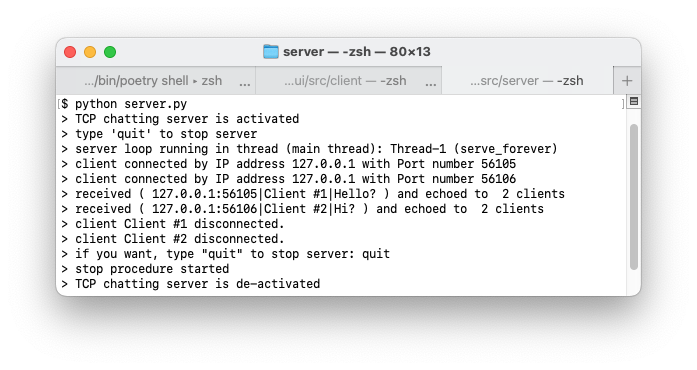 server — -zsh — 80×13
.../bin/poetry shell ▸ zsh ... ...ui/src/client — -zsh ... ...src/server — -zsh +
[$ python server.py ]
> TCP chatting server is activated
> type 'quit' to stop server
> server loop running in thread (main thread): Thread-1 (serve_forever)
> client connected by IP address 127.0.0.1 with Port number 56105
> client connected by IP address 127.0.0.1 with Port number 56106
> received ( 127.0.0.1:56105|Client #1|Hello? ) and echoed to  2 clients
> received ( 127.0.0.1:56106|Client #2|Hi? ) and echoed to  2 clients
> client Client #1 disconnected.
> client Client #2 disconnected.
> if you want, type "quit" to stop server: quit
> stop procedure started
> TCP chatting server is de-activated